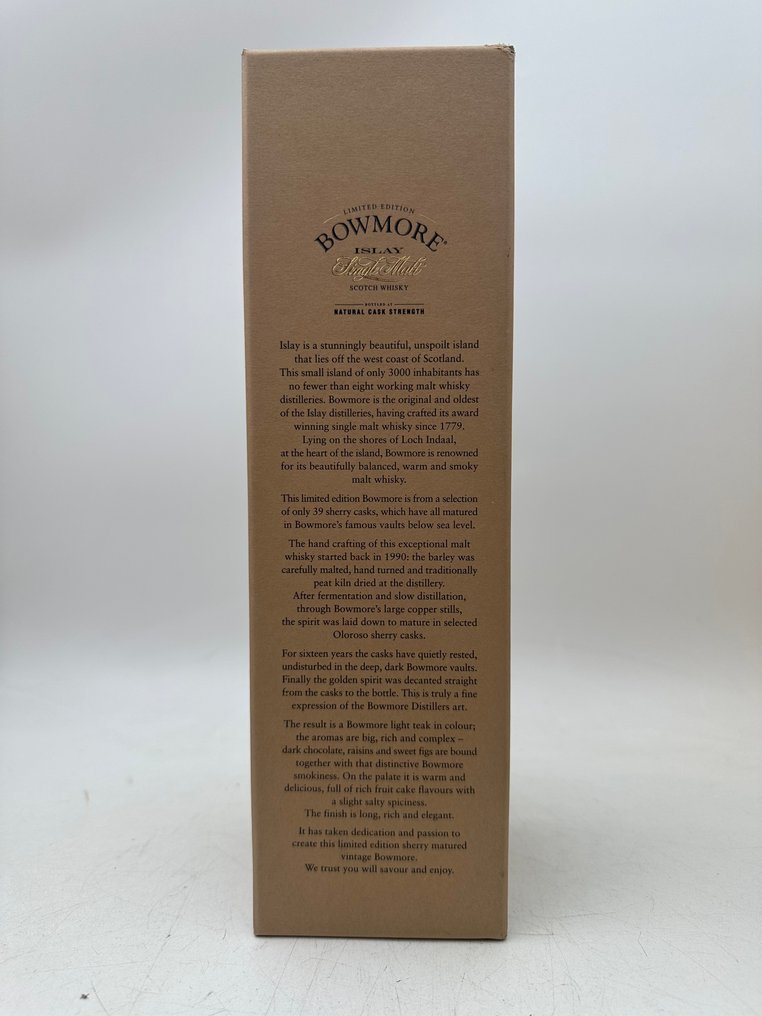 LIMITED EDITION
BOWMORE®
ISLAY
Single Malt
SCOTCH WHISKY
BOTTLED AT
NATURAL CASK STRENGTH
Islay is a stunningly beautiful, unspoilt island
that lies off the west coast of Scotland.
This small island of only 3000 inhabitants has
no fewer than eight working malt whisky
distilleries. Bowmore is the original and oldest
of the Islay distilleries, having crafted its award
winning single malt whisky since 1779.
Lying on the shores of Loch Indaal,
at the heart of the island, Bowmore is renowned
for its beautifully balanced, warm and smoky
malt whisky.
This limited edition Bowmore is from a selection
of only 39 sherry casks, which have all matured
in Bowmore's famous vaults below sea level.
The hand crafting of this exceptional malt
whisky started back in 1990: the barley was
carefully malted, hand turned and traditionally
peat kiln dried at the distillery.
After fermentation and slow distillation,
through Bowmore's large copper stills,
the spirit was laid down to mature in selected
Oloroso sherry casks.
For sixteen years the casks have quietly rested,
undisturbed in the deep, dark Bowmore vaults.
Finally the golden spirit was decanted straight
from the casks to the bottle. This is truly a fine
expression of the Bowmore Distillers art.
The result is a Bowmore light teak in colour;
the aromas are big, rich and complex –
dark chocolate, raisins and sweet figs are bound
together with that distinctive Bowmore
smokiness. On the palate it is warm and
delicious, full of rich fruit cake flavours with
a slight salty spiciness.
The finish is long, rich and elegant.
It has taken dedication and passion to
create this limited edition sherry matured
vintage Bowmore.
We trust you will savour and enjoy.